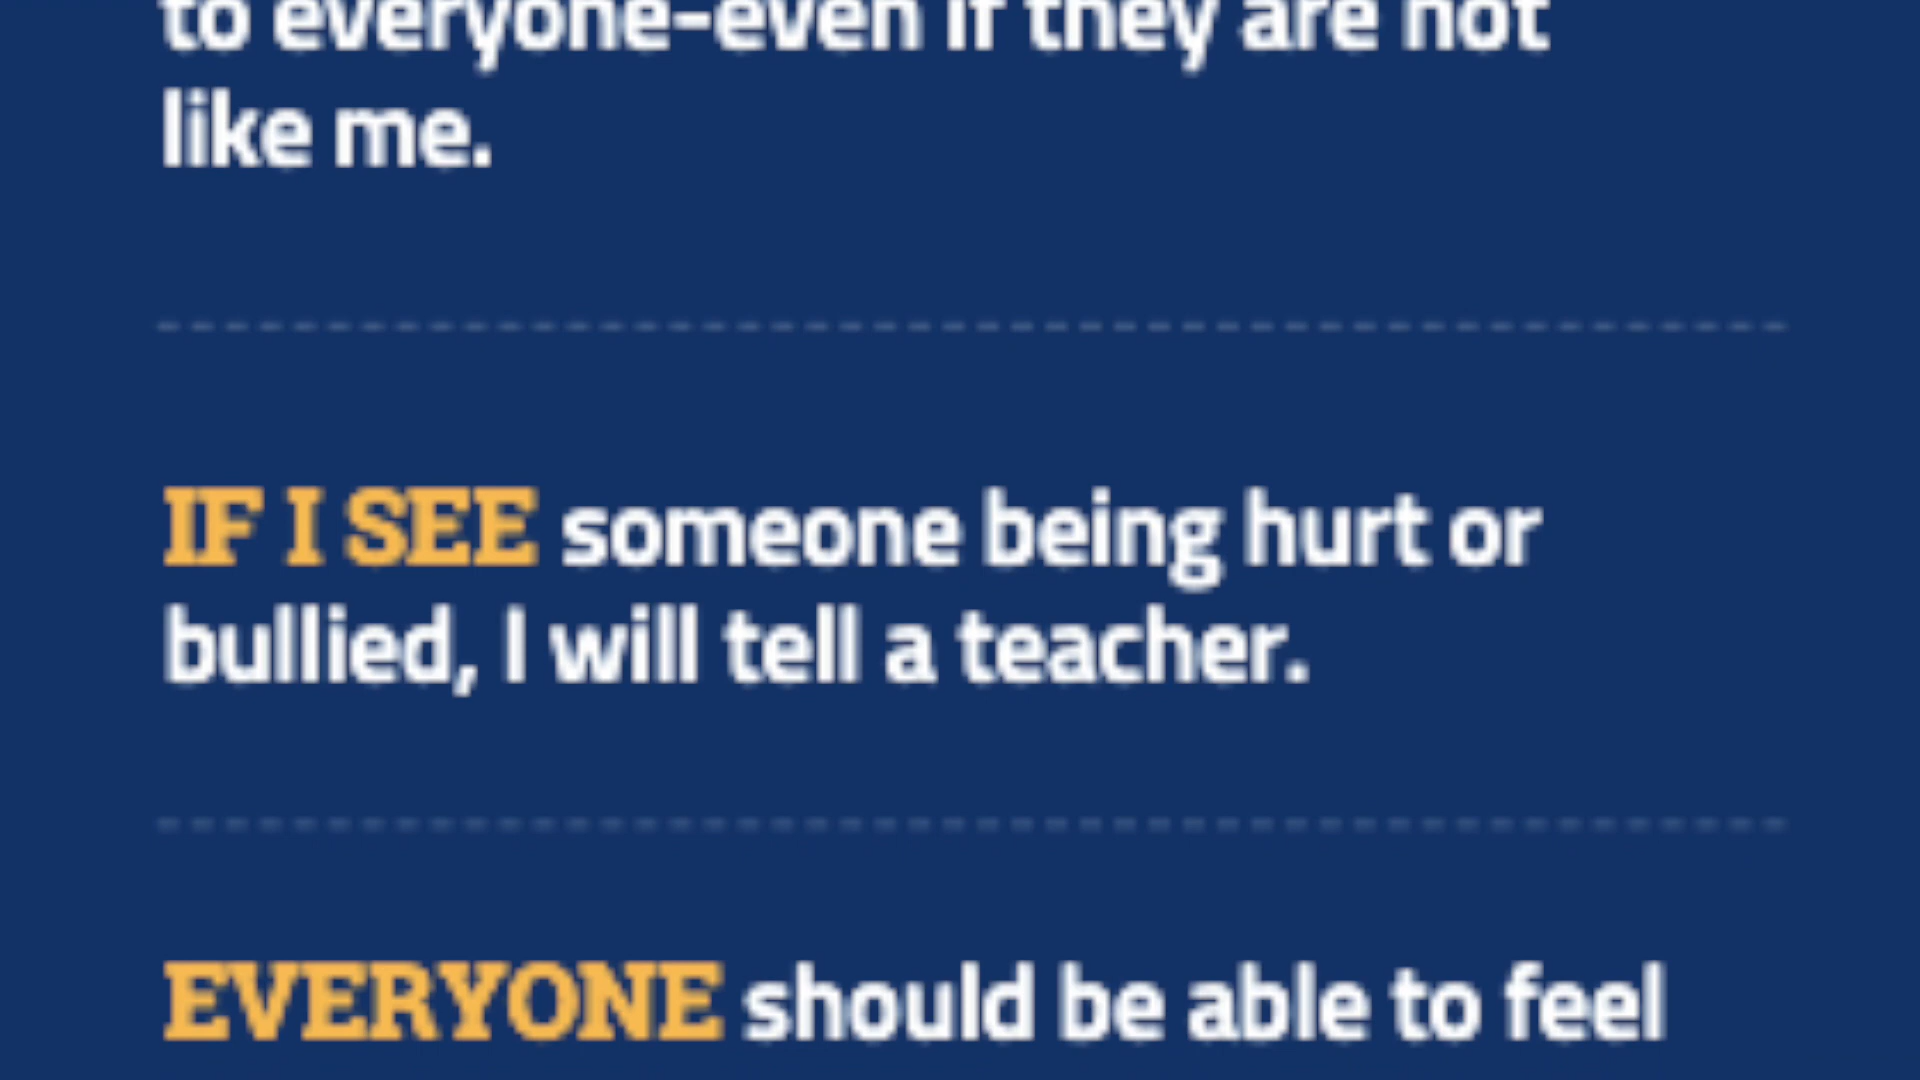 to everyone-even if they are not
like me.
IF I SEE someone being hurt or
bullied, I will tell a teacher.
EVERYONE should be able to feel